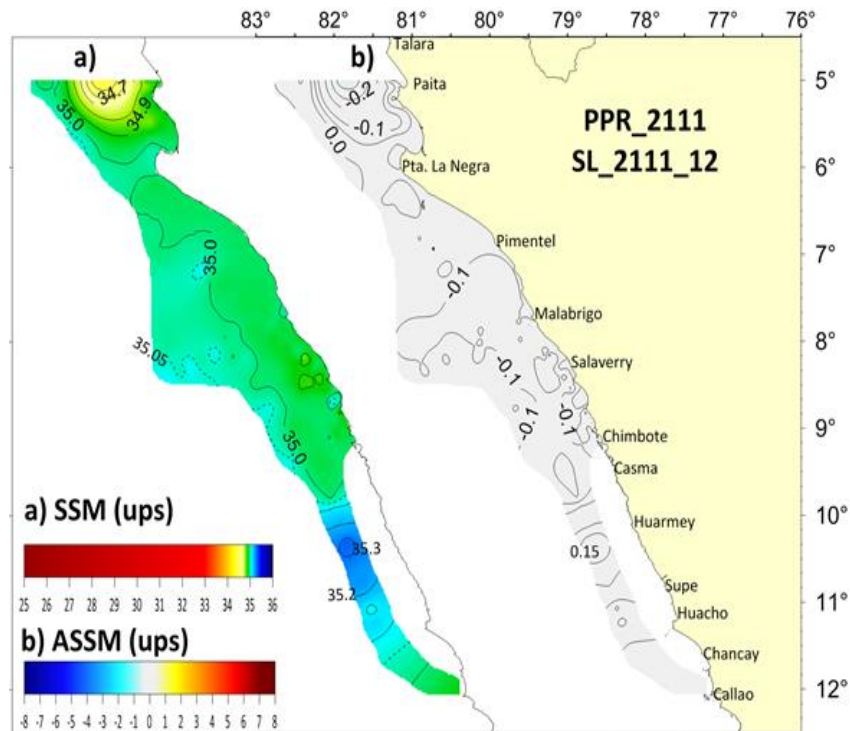 83° 82° 81° 80° 79° 78° 77° 76°
a) b)
Talara
5°
Paita
34.7
34.9
35.0
-0.2
-0.1
0.0
PPR_2111
SL_2111_12
6°
Pta. La Negra
Pimentel
7°
35.0
-0.1
Malabrigo
8°
35.05
Salaverry
-0.1
-0.1
-0.1
9°
Chimbote
35.0
Casma
a) SSM (ups)
10°
Huarmey
35.3
0.15
25 26 27 28 29 30 31 32 33 34 35 36
35.2
Supe
11°
Huacho
b) ASSM (ups)
Chancay
12°
Callao
-8 -7 -6 -5 -4 -3 -2 -1 0 1 2 3 4 5 6 7 8